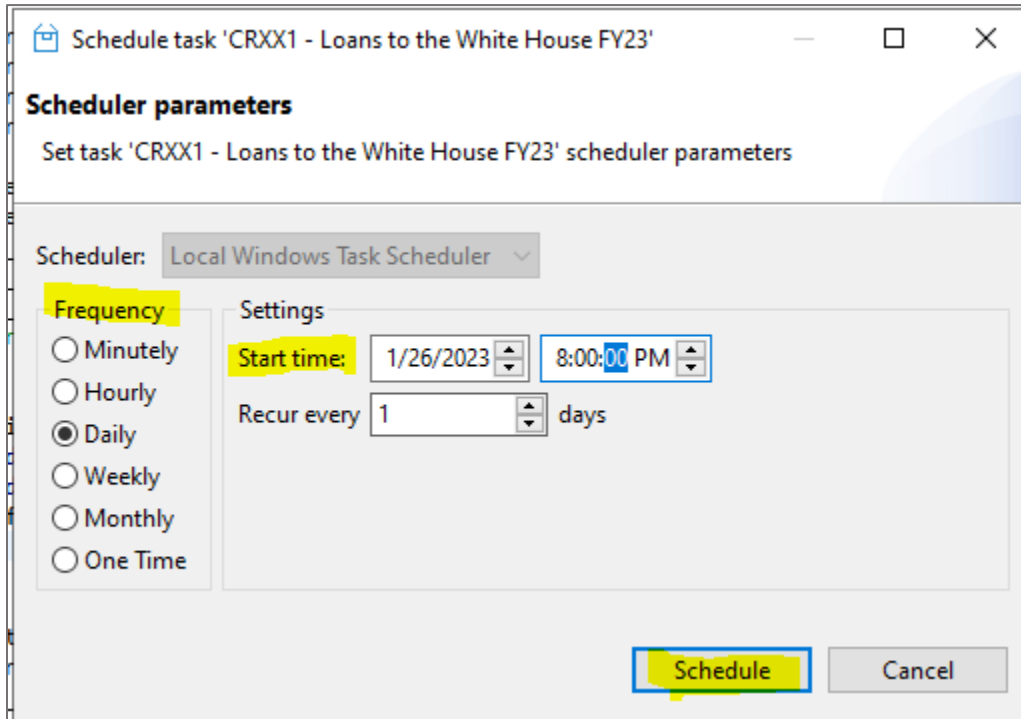 Schedule task 'CRXX1 - Loans to the White House FY23'
Scheduler parameters
Set task 'CRXX1 - Loans to the White House FY23' scheduler parameters
Scheduler: Local Windows Task Scheduler
Frequency
Minutely
Hourly
Daily
Weekly
Monthly
One Time
Settings
Start time: 1/26/2023 8:00:00 PM
Recur every 1 days
Schedule Cancel